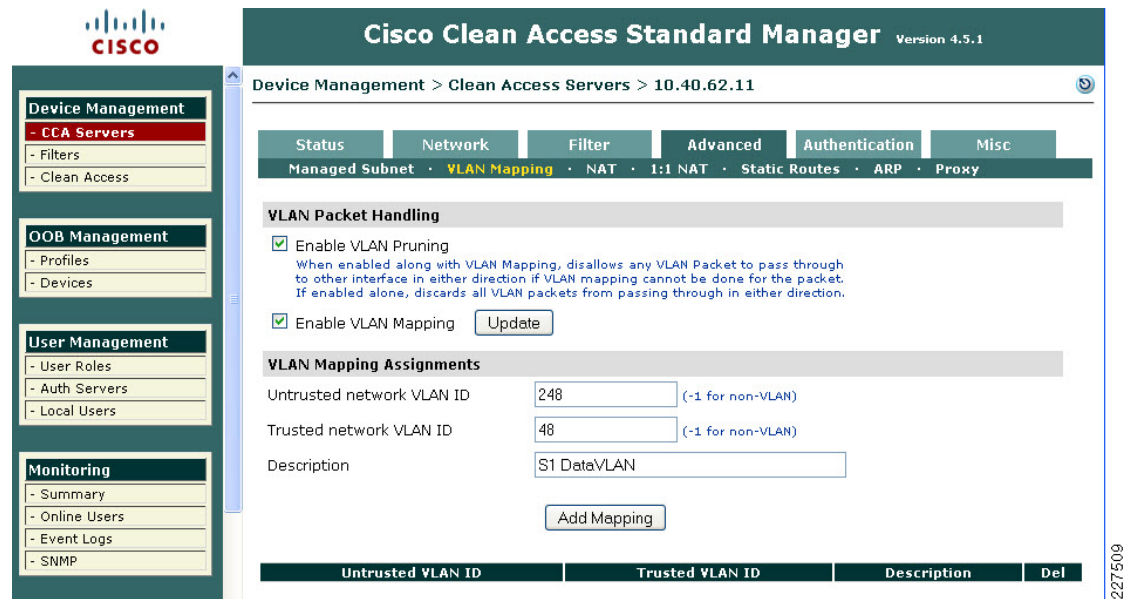 CISCO
Cisco Clean Access Standard Manager Version 4.5.1
Device Management > Clean Access Servers > 10.40.62.11
Device Management
- CCA Servers
- Filters
- Clean Access
OOB Management
- Profiles
- Devices
User Management
- User Roles
- Auth Servers
- Local Users
Monitoring
- Summary
- Online Users
- Event Logs
- SNMP
Status Network Filter Advanced Authentication Misc
Managed Subnet · VLAN Mapping · NAT · 1:1 NAT · Static Routes · ARP · Proxy
VLAN Packet Handling
Enable VLAN Pruning
When enabled along with VLAN Mapping, disallows any VLAN Packet to pass through
to other interface in either direction if VLAN mapping cannot be done for the packet.
If enabled alone, discards all VLAN packets from passing through in either direction.
Enable VLAN Mapping Update
VLAN Mapping Assignments
Untrusted network VLAN ID 248 (-1 for non-VLAN)
Trusted network VLAN ID 48 (-1 for non-VLAN)
Description S1 DataVLAN
Add Mapping
Untrusted VLAN ID Trusted VLAN ID Description Del
227509